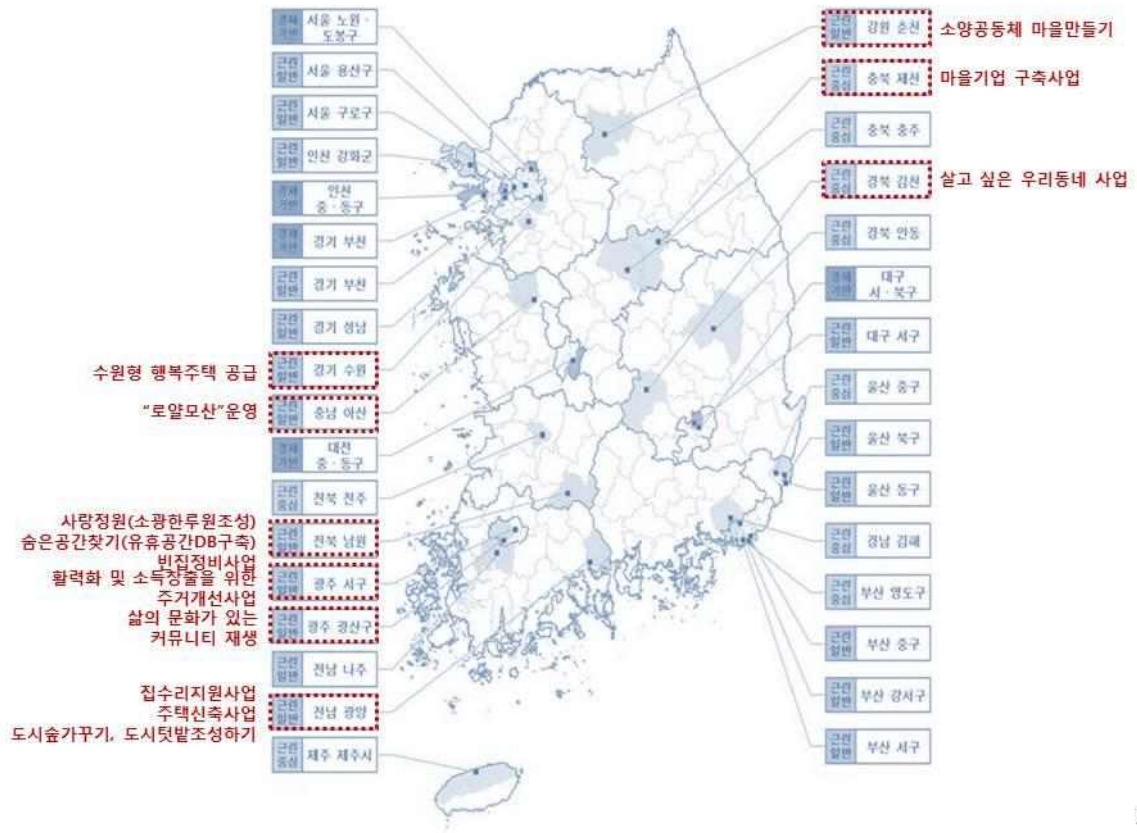 경제
기반
서울 노원 ·
도봉구
근린
일반
서울 용산구
근린
일반
서울 구로구
근린
일반
인천 강화군
경제
기반
인천
중 · 동구
경제
기반
경기 부천
근린
일반
경기 부천
근린
일반
경기 성남
수원형 행복주택 공급
근린
일반
경기 수원
“로얄모산”운영
근린
일반
충남 아산
경제
기반
대전
중 · 동구
근린
중심
전북 전주
사랑정원(소광한루원조성)
숨은공간찾기(유휴공간DB구축)
빈집정비사업
근린
일반
전북 남원
활력화 및 소득창출을 위한
주거개선사업
근린
일반
광주 서구
삶의 문화가 있는
커뮤니티 재생
근린
일반
광주 광산구
근린
일반
전남 나주
집수리지원사업
주택신축사업
도시숲가꾸기, 도시텃밭조성하기
근린
일반
전남 광양
근린
중심
제주 제주시
근린
일반
강원 춘천
소양공동체 마을만들기
근린
중심
충북 제천
마을기업 구축사업
근린
중심
충북 충주
근린
중심
경북 김천
살고 싶은 우리동네 사업
근린
중심
경북 안동
경제
기반
대구
서 · 북구
근린
일반
대구 서구
근린
중심
울산 중구
근린
일반
울산 북구
근린
일반
울산 동구
근린
중심
경남 김해
근린
중심
부산 영도구
근린
일반
부산 중구
근린
일반
부산 강서구
근린
일반
부산 서구